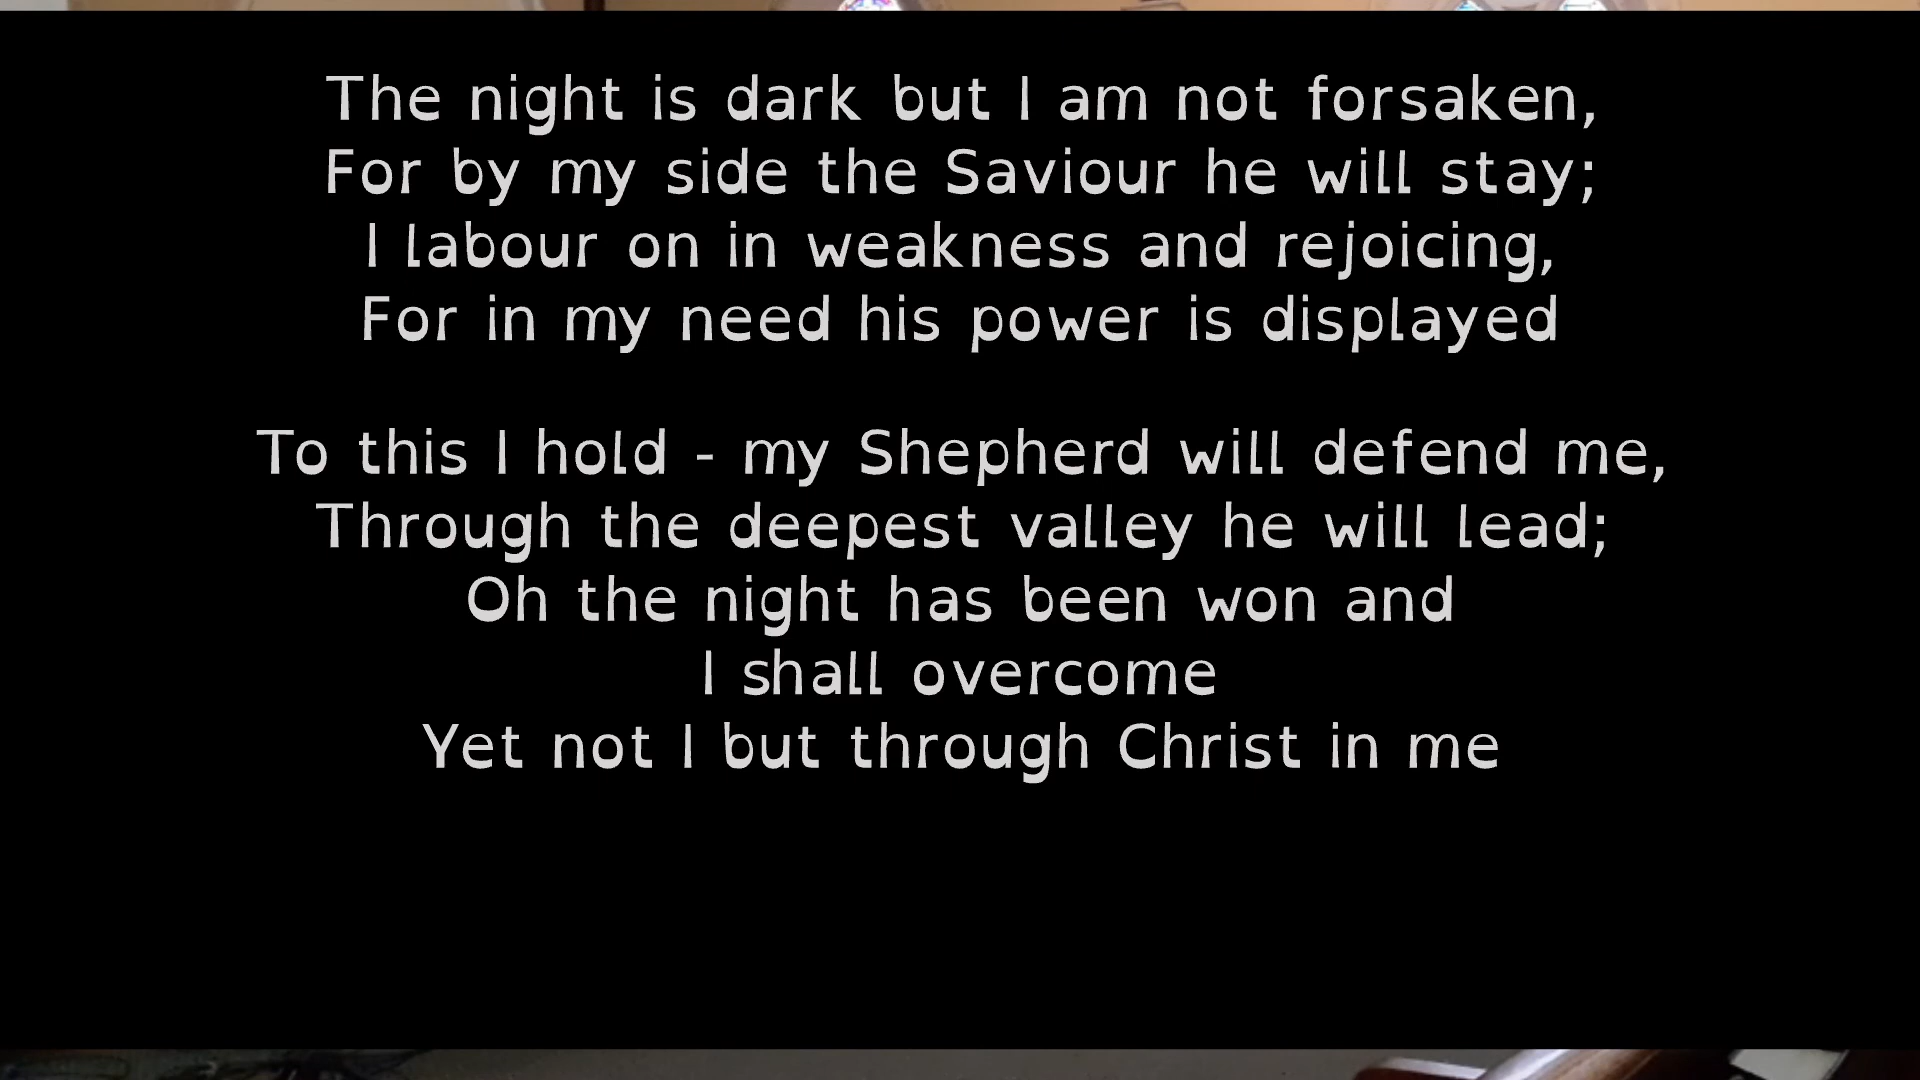 The night is dark but I am not forsaken,
For by my side the Saviour he will stay;
I labour on in weakness and rejoicing,
For in my need his power is displayed
To this I hold - my Shepherd will defend me,
Through the deepest valley he will lead;
Oh the night has been won and
I shall overcome
Yet not I but through Christ in me